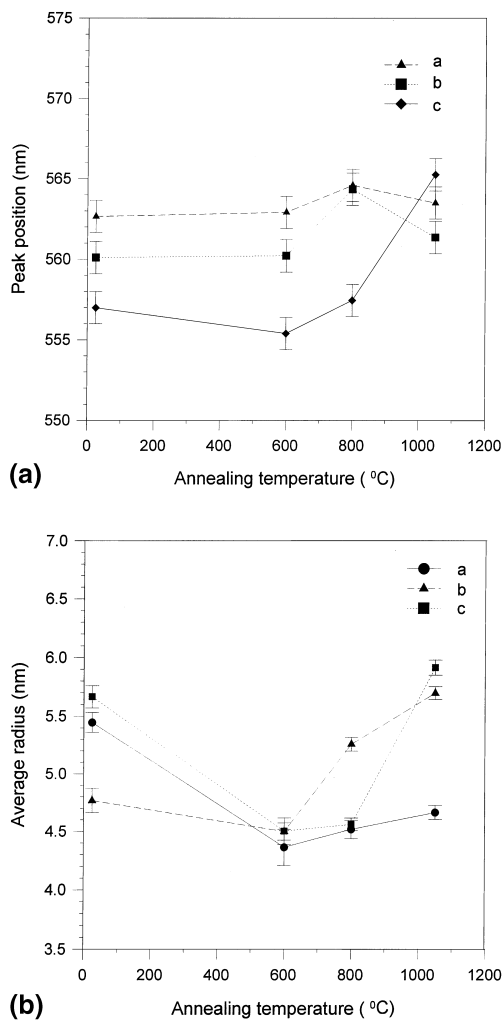 575
570
565
560
555
550
Peak position (nm)
a
b
c
0 200 400 600 800 1000 1200
(a) Annealing temperature ( ⁰C)
7.0
6.5
6.0
5.5
5.0
4.5
4.0
3.5
Average radius (nm)
a
b
c
0 200 400 600 800 1000 1200
(b) Annealing temperature ( ⁰C)